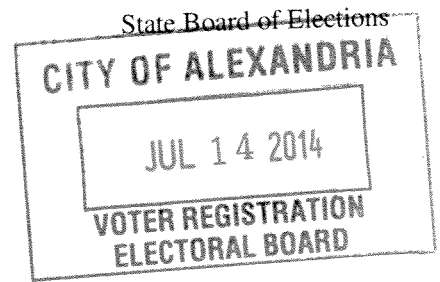 State Board of Elections
CITY OF ALEXANDRIA
JUL 14 2014
VOTER REGISTRATION
ELECTORAL BOARD